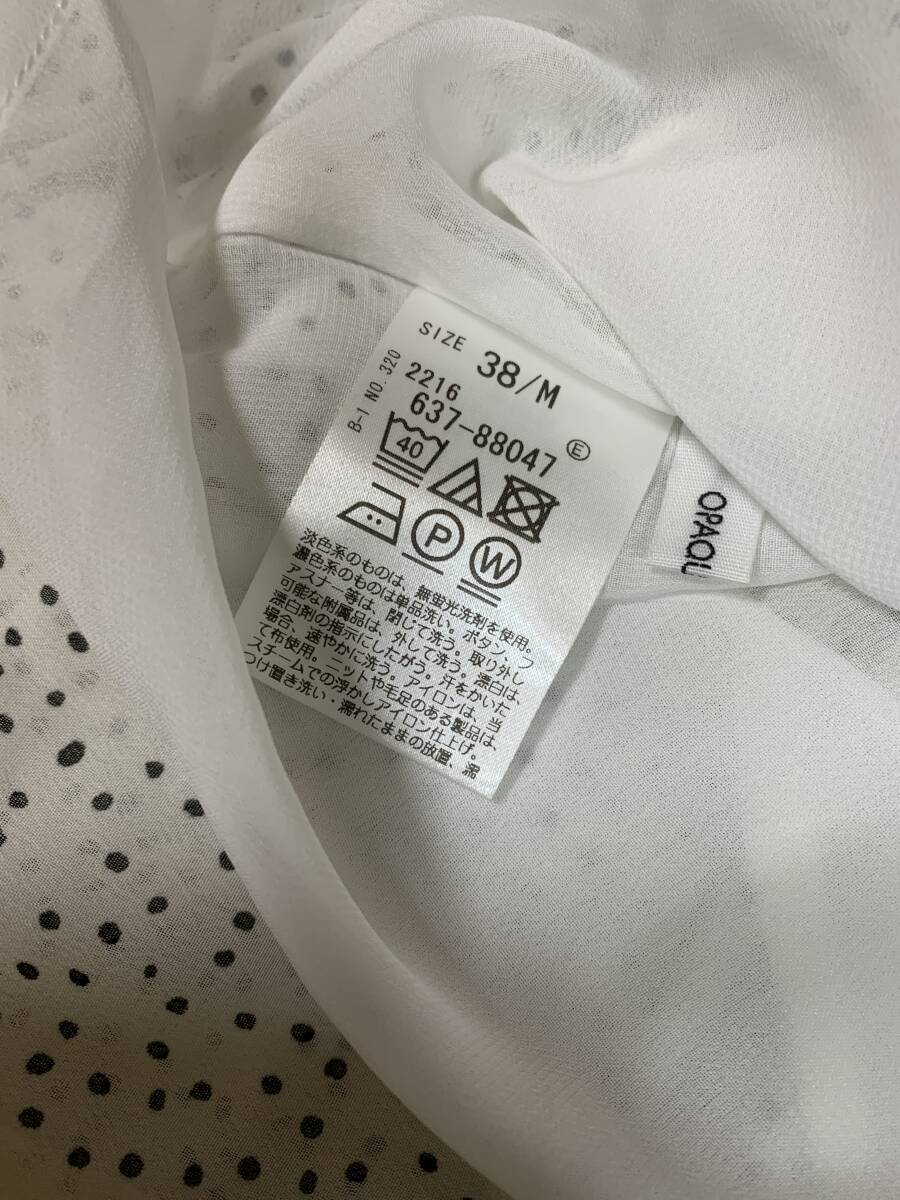 SIZE 38/M
B-1 NO. 320
2216
637-88047 E
40
P W
淡色系のものは、無蛍光洗剤を使用。
濃色系のものは単品洗い。ボタン、フ
ァスナー等は、閉じて洗う。取り外し
可能な附属品は、外して洗う。漂白は、
漂白剤の指示にしたがう。汗をかいた
場合、速やかに洗う。アイロンは、当
て布使用。ニットや毛足のある製品は、
スチームでの浮かしアイロン仕上げ。
つけ置き洗い・濡れたままの放置、濡
OPAQU